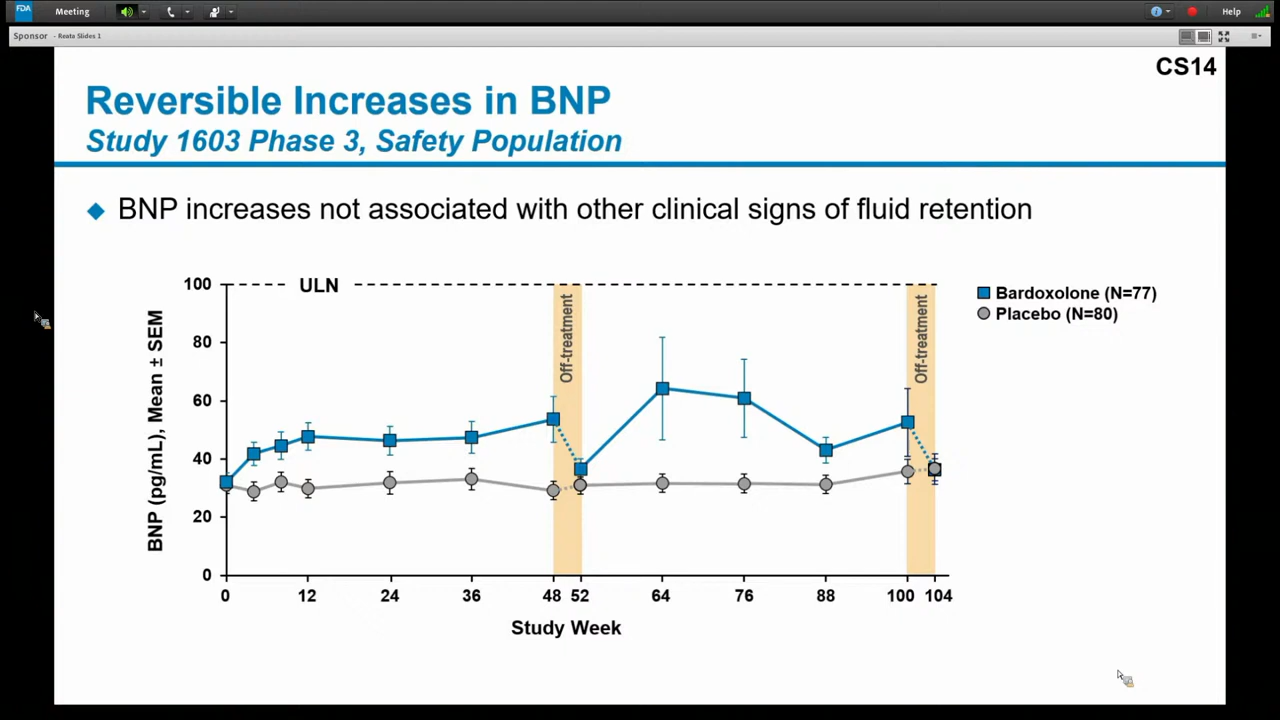 FDA
Meeting
Help
Sponsor - Reata Slides 1
CS14
Reversible Increases in BNP
Study 1603 Phase 3, Safety Population
BNP increases not associated with other clinical signs of fluid retention
100
ULN
80
60
40
20
0
BNP (pg/mL), Mean ± SEM
Off-treatment
Off-treatment
Bardoxolone (N=77)
Placebo (N=80)
0 12 24 36 48 52 64 76 88 100 104
Study Week